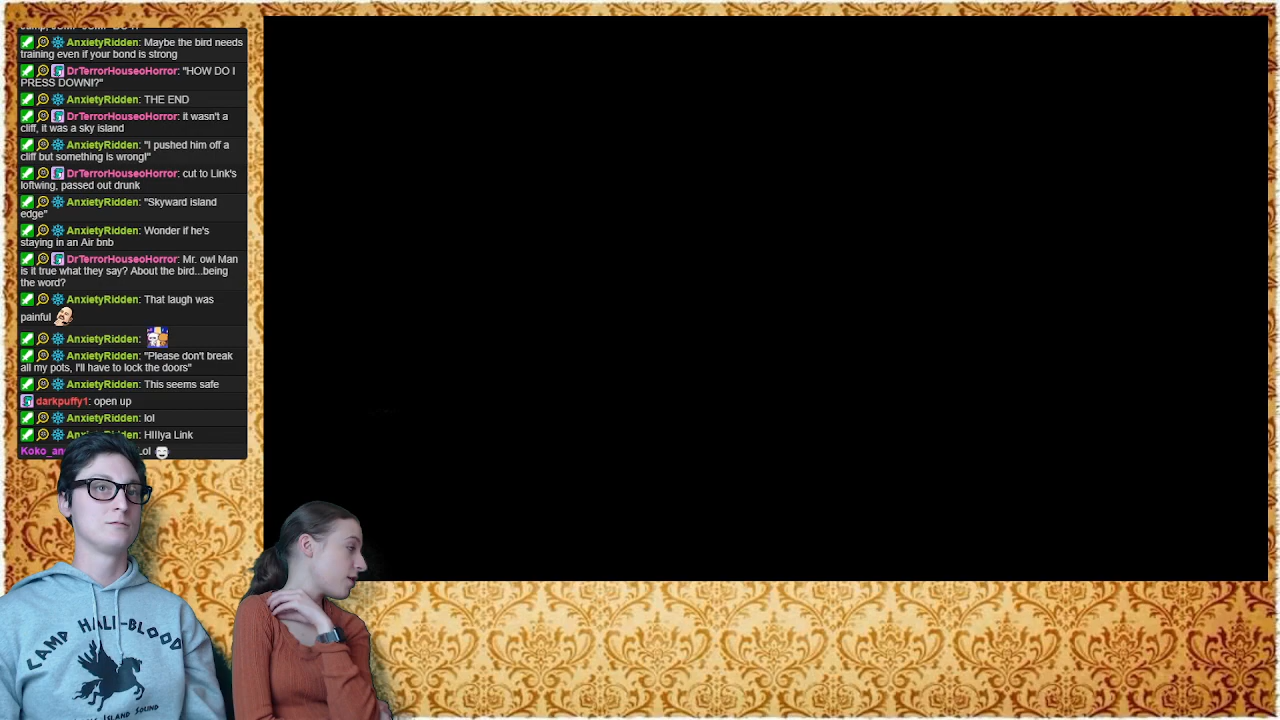 AnxietyRidden: Maybe the bird needs
training even if your bond is strong
DrTerrorHouseoHorror: "HOW DO I
PRESS DOWN!?"
AnxietyRidden: THE END
DrTerrorHouseoHorror: it wasn't a
cliff, it was a sky island
AnxietyRidden: "I pushed him off a
cliff but something is wrong!"
DrTerrorHouseoHorror: cut to Link's
loftwing, passed out drunk
AnxietyRidden: "Skyward island
edge"
AnxietyRidden: Wonder if he's
staying in an Air bnb
DrTerrorHouseoHorror: Mr. owl Man
is it true what they say? About the bird...being
the word?
AnxietyRidden: That laugh was
painful
AnxietyRidden:
AnxietyRidden: "Please don't break
all my pots, I'll have to lock the doors"
AnxietyRidden: This seems safe
darkpuffy1: open up
AnxietyRidden: lol
HIllya Link
CAMP HALF-BLOOD
ISLAND SOUND